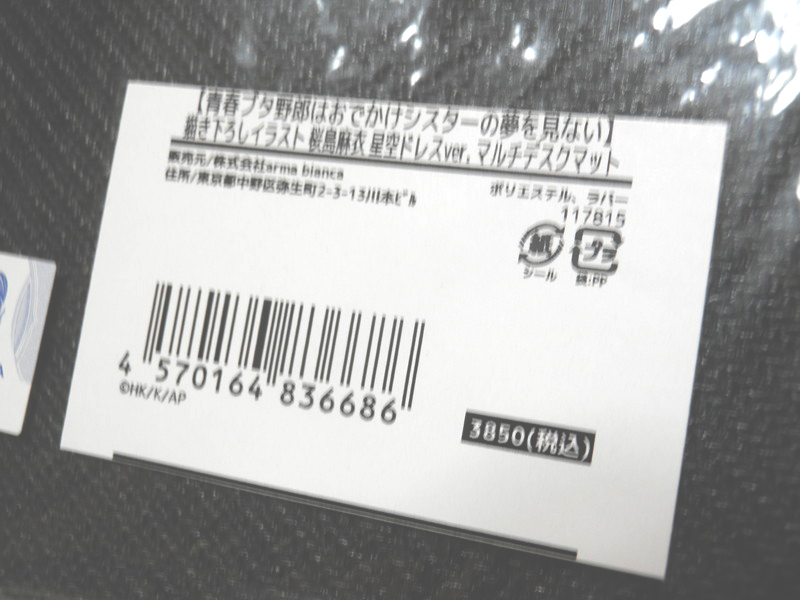 【青春ブタ野郎はおでかけシスターの夢を見ない】
描き下ろしイラスト 桜島麻衣 星空ドレスver. マルチデスクマット
販売元/株式会社arma bianca
住所/東京都中野区弥生町2-3-13川本ﾋﾞﾙ
ポリエステル、ラバー
117815
紙 プラ
シール 袋:PP
4 570164 836686
©HK/K/AP
3850(税込)